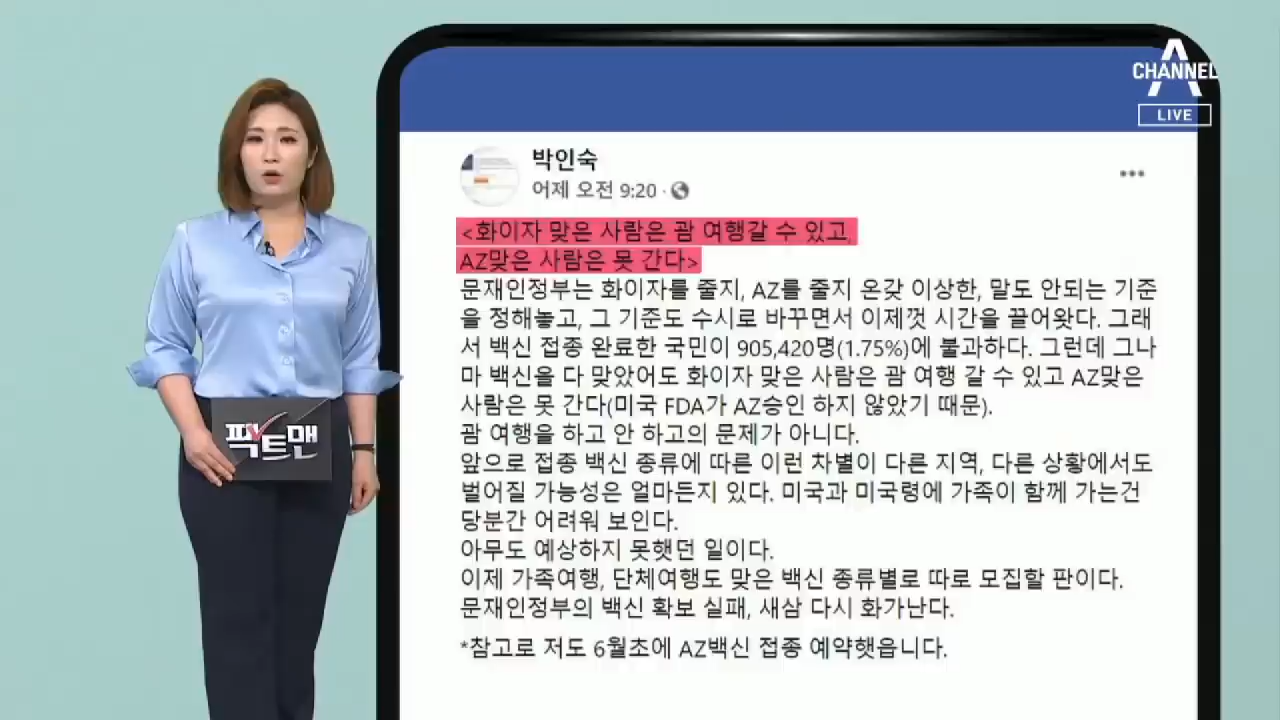 CHANNEL A
LIVE
박인숙
어제 오전 9:20 ·
<화이자 맞은 사람은 괌 여행갈 수 있고,
AZ맞은 사람은 못 간다>
문재인정부는 화이자를 줄지, AZ를 줄지 온갖 이상한, 말도 안되는 기준
을 정해놓고, 그 기준도 수시로 바꾸면서 이제껏 시간을 끌어왓다. 그래
서 백신 접종 완료한 국민이 905,420명(1.75%)에 불과하다. 그런데 그나
마 백신을 다 맞았어도 화이자 맞은 사람은 괌 여행 갈 수 있고 AZ맞은
사람은 못 간다(미국 FDA가 AZ승인 하지 않았기 때문).
괌 여행을 하고 안 하고의 문제가 아니다.
앞으로 접종 백신 종류에 따른 이런 차별이 다른 지역, 다른 상황에서도
벌어질 가능성은 얼마든지 있다. 미국과 미국령에 가족이 함께 가는건
당분간 어려워 보인다.
아무도 예상하지 못했던 일이다.
이제 가족여행, 단체여행도 맞은 백신 종류별로 따로 모집할 판이다.
문재인정부의 백신 확보 실패, 새삼 다시 화가난다.
*참고로 저도 6월초에 AZ백신 접종 예약햇읍니다.
팩트맨